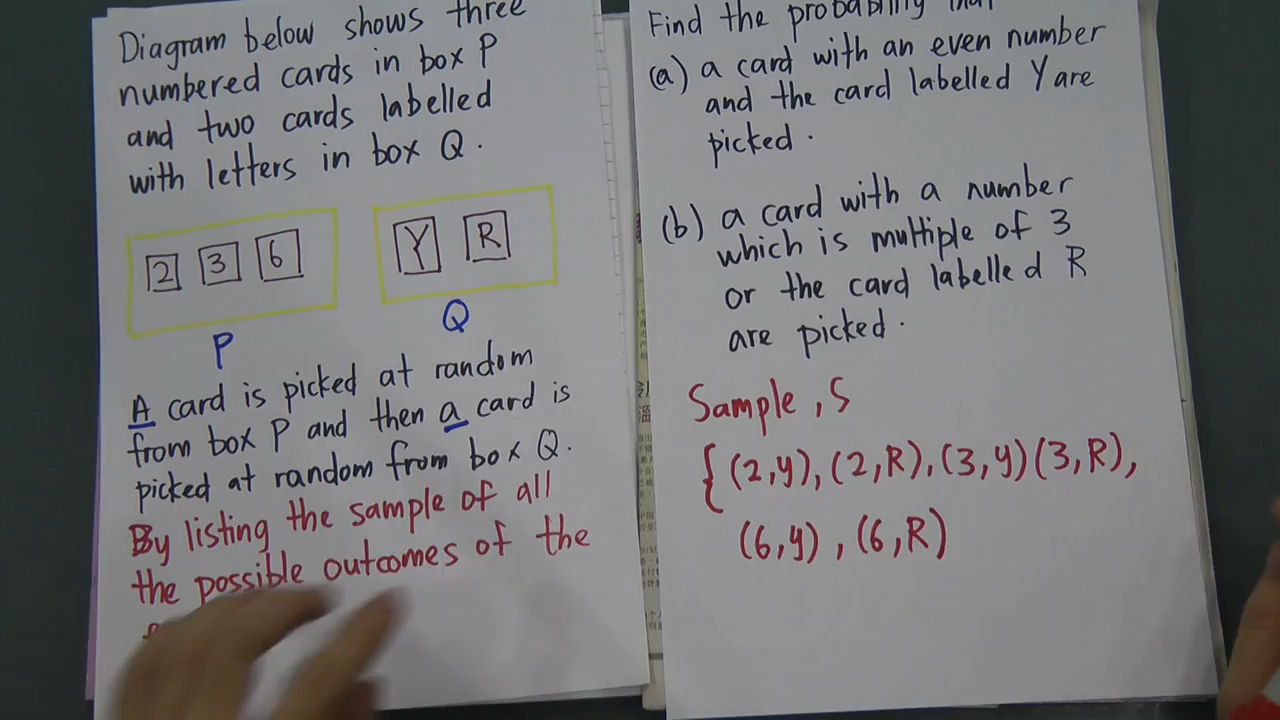 Diagram below shows three
numbered cards in box P
and two cards labelled
with letters in box Q.
2 3 6
Y R
P
Q
A card is picked at random
from box P and then a card is
picked at random from box Q.
By listing the sample of all
the possible outcomes of the
Find the probability that
(a) a card with an even number
and the card labelled Y are
picked.
(b) a card with a number
which is multiple of 3
or the card labelled R
are picked.
Sample, S
{(2,y), (2,R), (3,y)(3,R),
(6,y), (6,R)